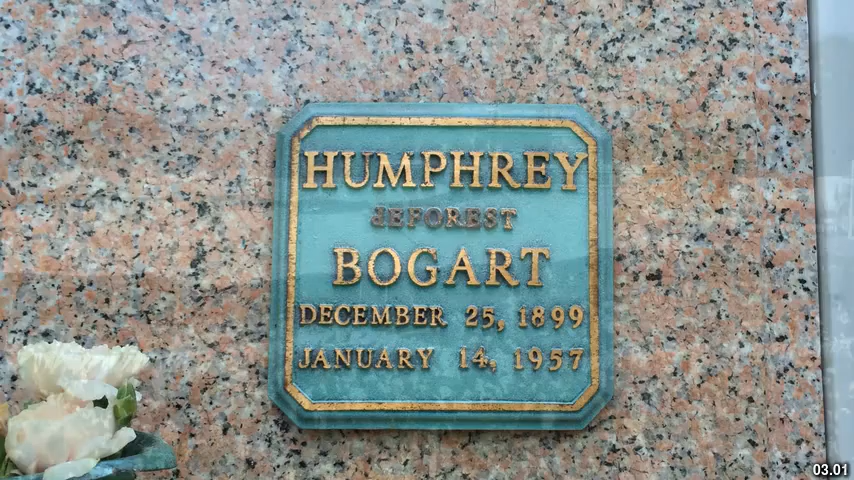 HUMPHREY
DEFOREST
BOGART
DECEMBER 25, 1899
JANUARY 14, 1957
03.01